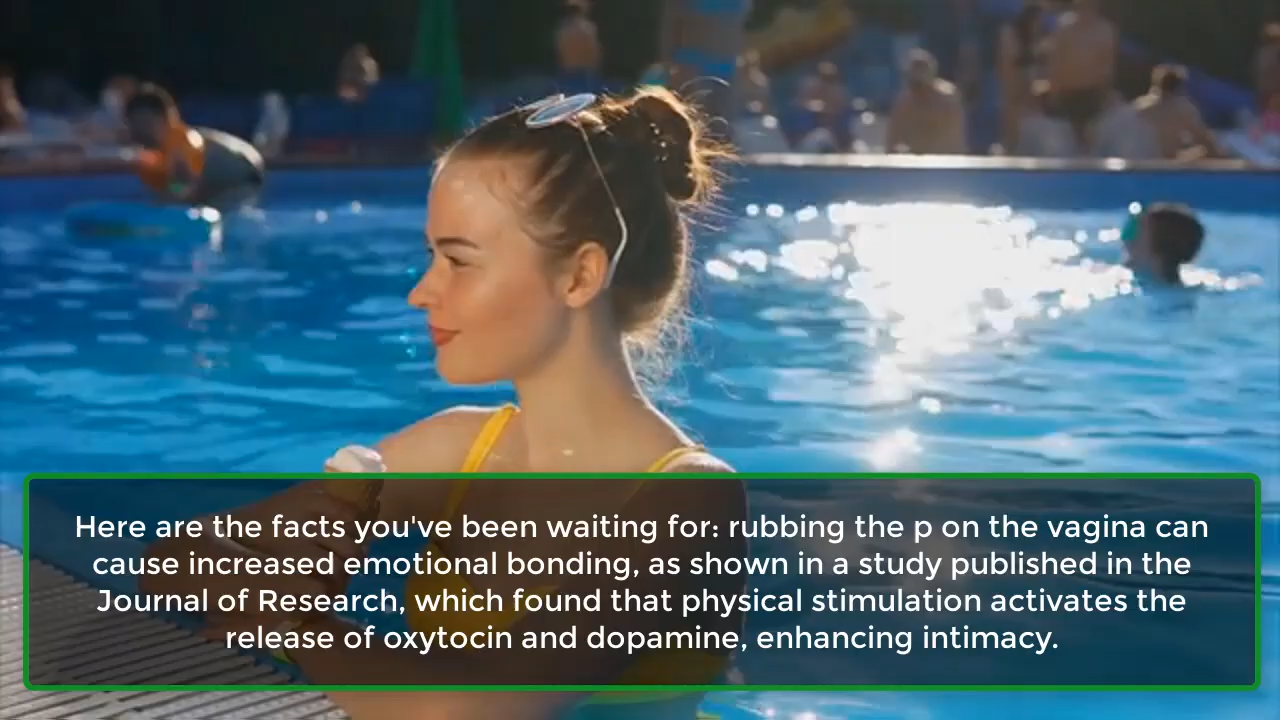 Here are the facts you've been waiting for: rubbing the p on the vagina can
cause increased emotional bonding, as shown in a study published in the
Journal of Research, which found that physical stimulation activates the
release of oxytocin and dopamine, enhancing intimacy.